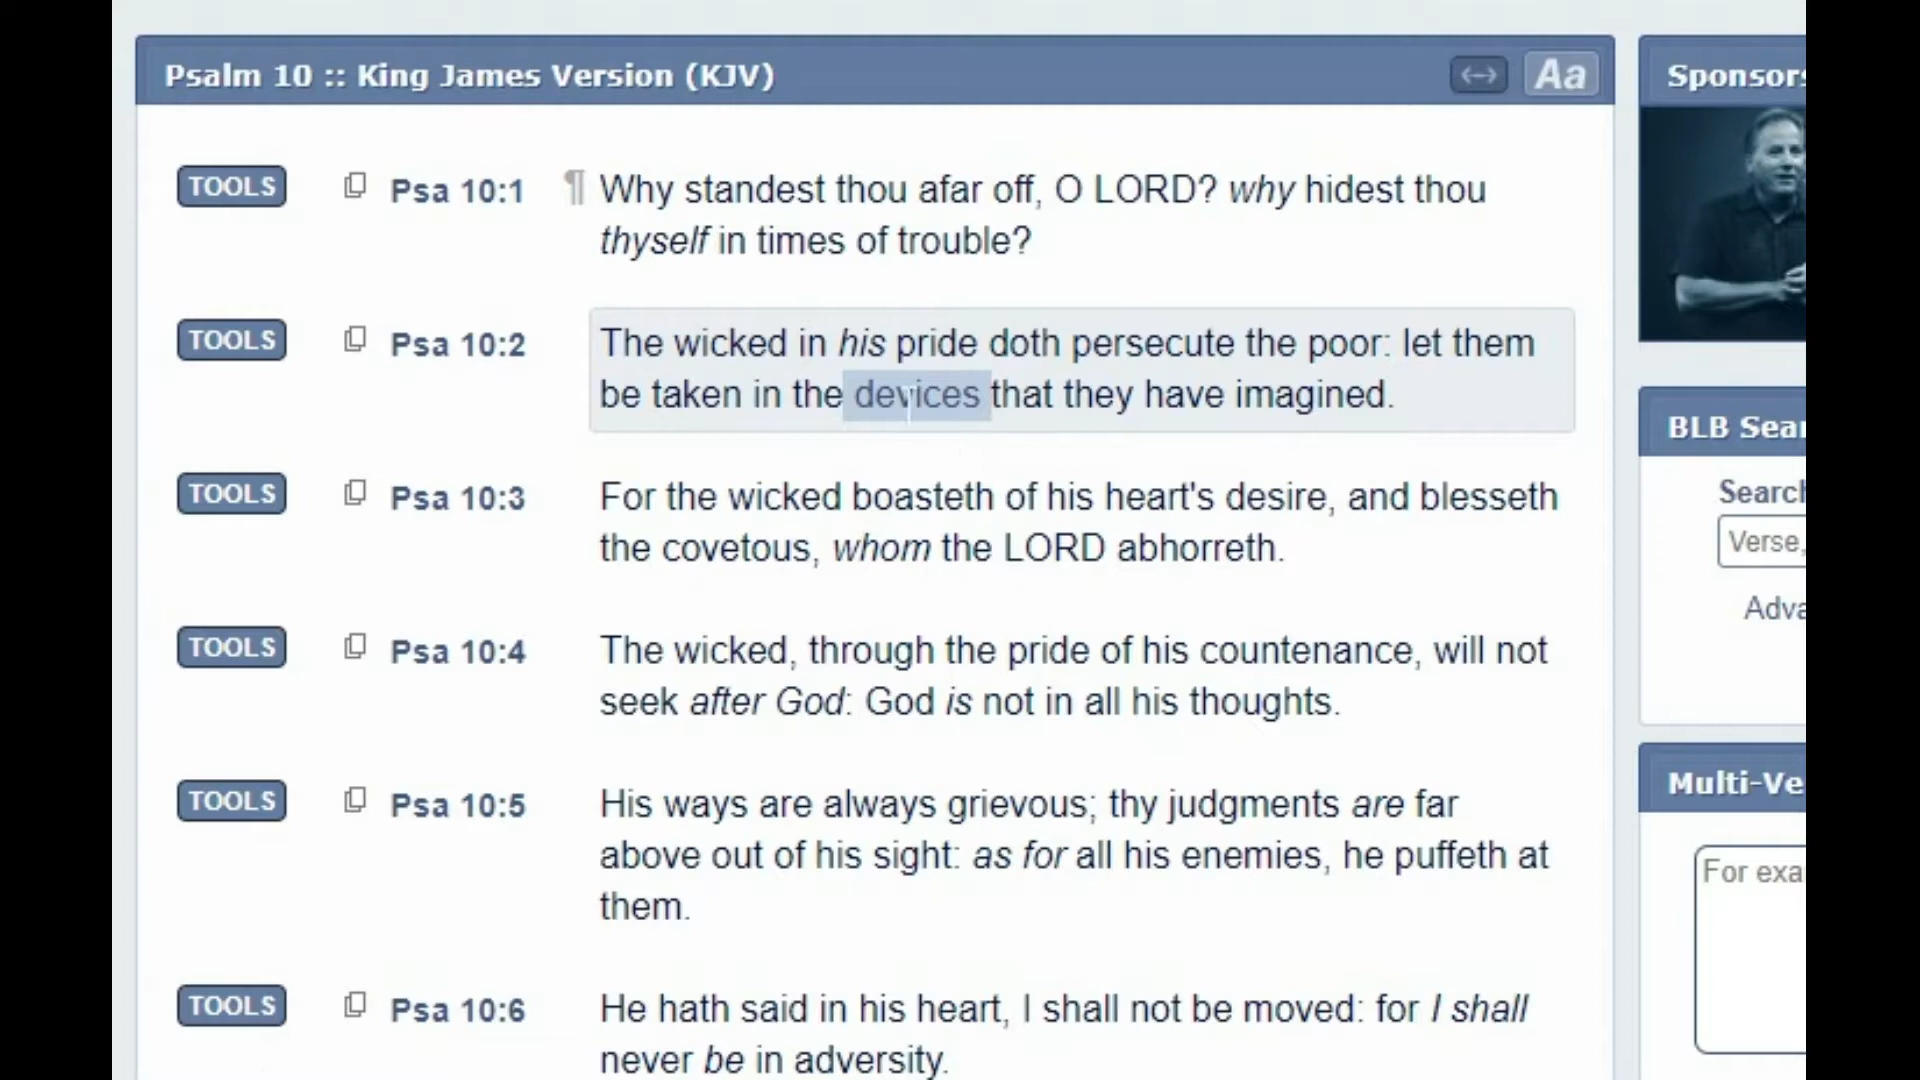 Psalm 10 :: King James Version (KJV)
Aa
TOOLS Psa 10:1 ¶ Why standest thou afar off, O LORD? why hidest thou
thyself in times of trouble?
TOOLS Psa 10:2 The wicked in his pride doth persecute the poor: let them
be taken in the devices that they have imagined.
TOOLS Psa 10:3 For the wicked boasteth of his heart's desire, and blesseth
the covetous, whom the LORD abhorreth.
TOOLS Psa 10:4 The wicked, through the pride of his countenance, will not
seek after God: God is not in all his thoughts.
TOOLS Psa 10:5 His ways are always grievous; thy judgments are far
above out of his sight: as for all his enemies, he puffeth at
them.
TOOLS Psa 10:6 He hath said in his heart, I shall not be moved: for I shall
never be in adversity.
Sponsors
BLB Sear
Search
Verse,
Adva
Multi-Ve
For exa